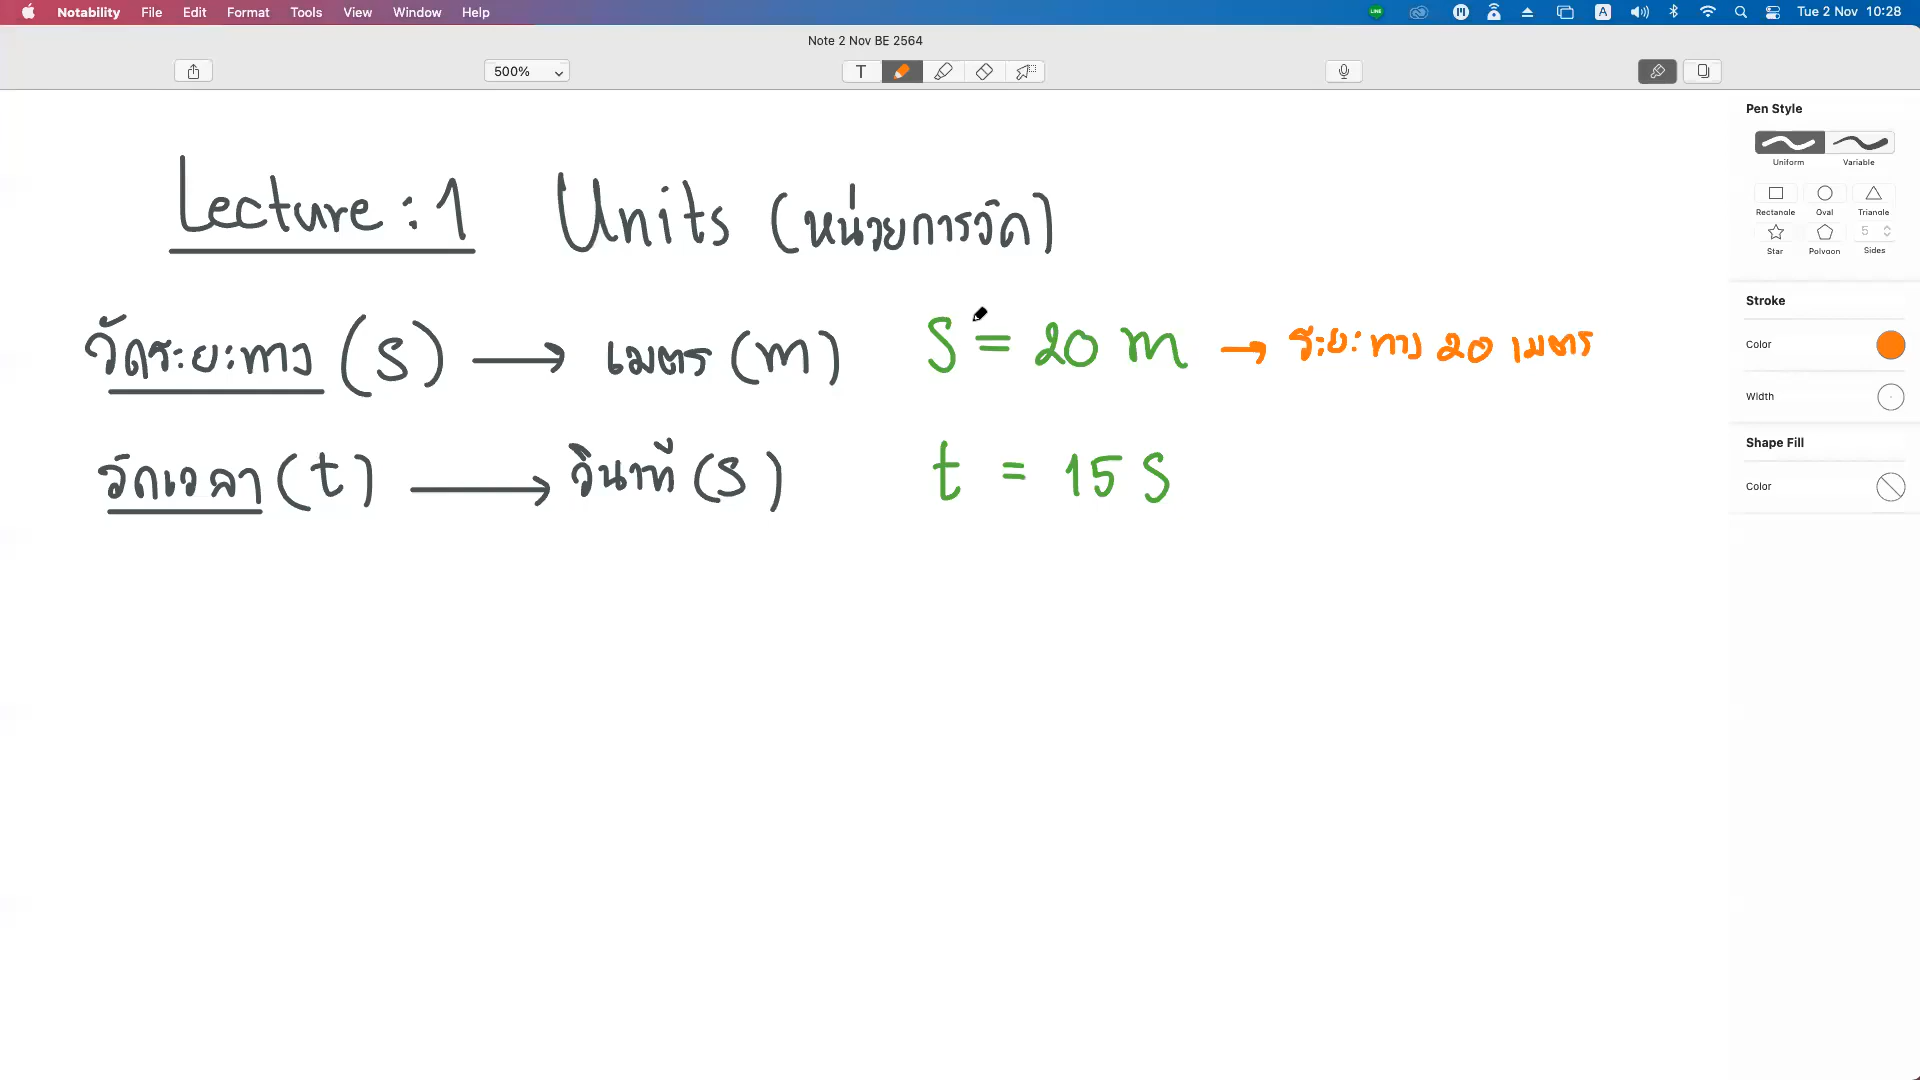 Notability File Edit Format Tools View Window Help LINE A Tue 2 Nov 10:28
Note 2 Nov BE 2564
500% T
Pen Style
Uniform Variable
Rectangle Oval Triangle
5
Star Polygon Sides
Stroke
Color
Width
Shape Fill
Color
Lecture : 1 Units (หน่วยการวัด)
วัดระยะทาง (S) → เมตร (m) S = 20 m → ระยะทาง 20 เมตร
วัดเวลา (t) → วินาที (S) t = 15 S